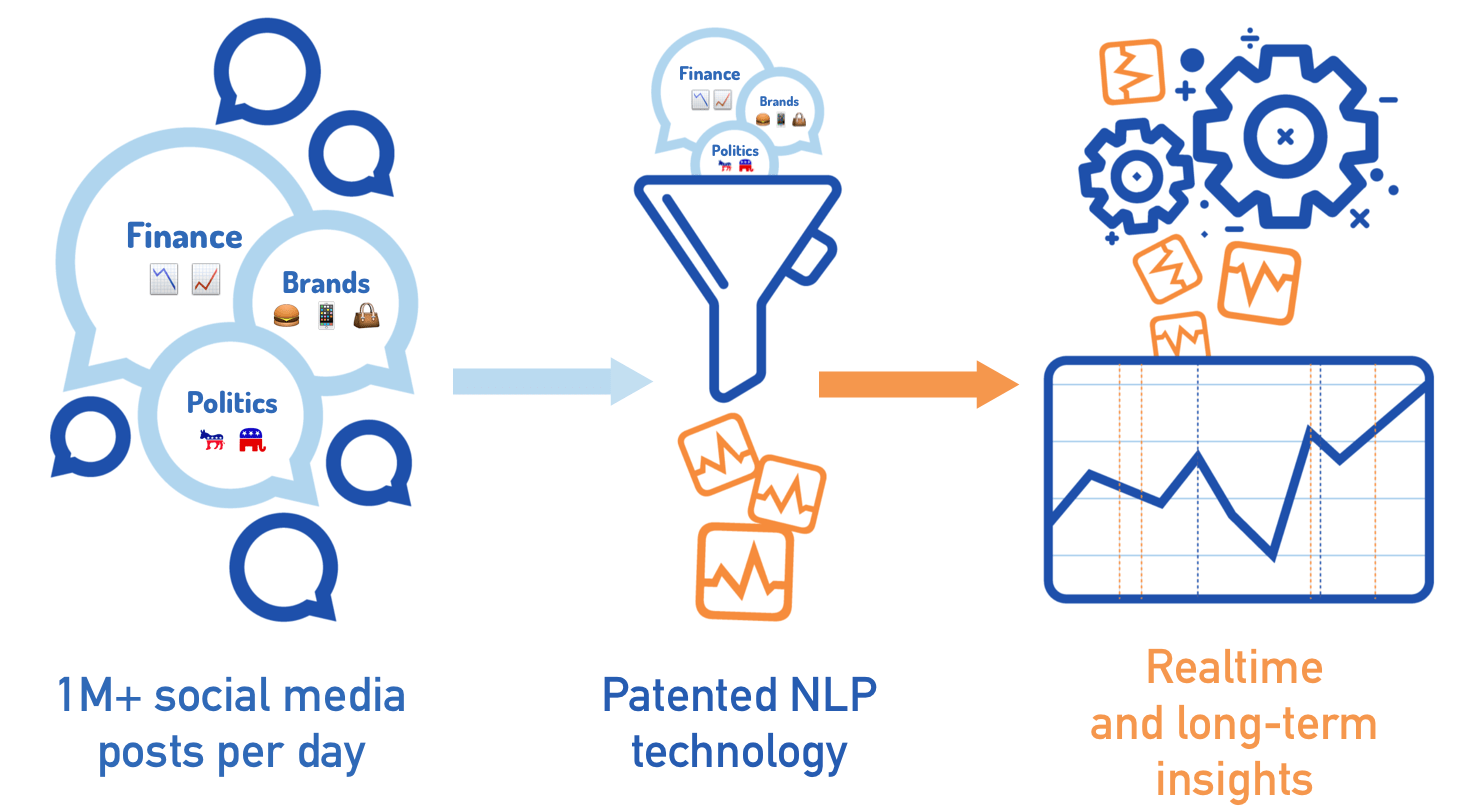 Finance
Brands
Politics
Finance
Brands
Politics
1M+ social media
posts per day
Patented NLP
technology
Realtime
and long-term
insights